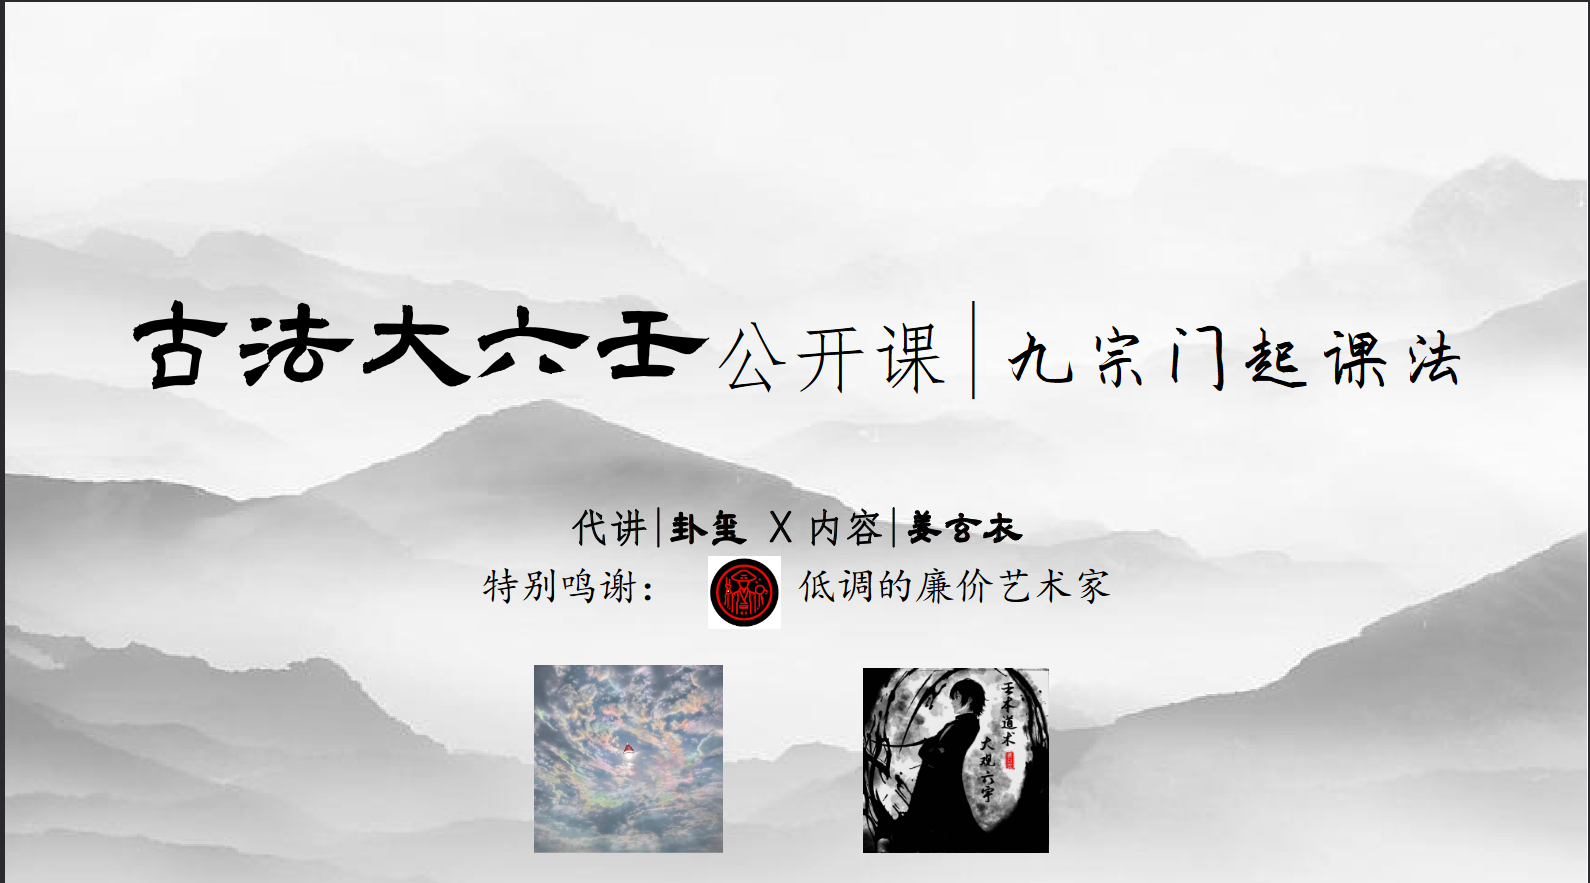 古法大六壬公开课|九宗门起课法
代讲|卦玺 X 内容|姜玄衣
特别鸣谢： 低调的廉价艺术家
壬术道术
大观六宇